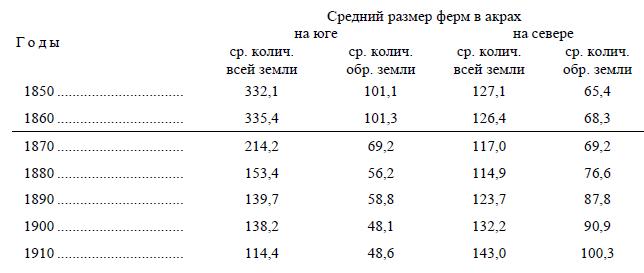 Средний размер ферм в акрах
на юге на севере
Годы ср. колич. ср. колич. ср. колич. ср. колич.
всей земли обр. земли всей земли обр. земли
1850 ................................. 332,1 101,1 127,1 65,4
1860 ................................. 335,4 101,3 126,4 68,3
1870 ................................. 214,2 69,2 117,0 69,2
1880 ................................. 153,4 56,2 114,9 76,6
1890 ................................. 139,7 58,8 123,7 87,8
1900 ................................. 138,2 48,1 132,2 90,9
1910 ................................. 114,4 48,6 143,0 100,3